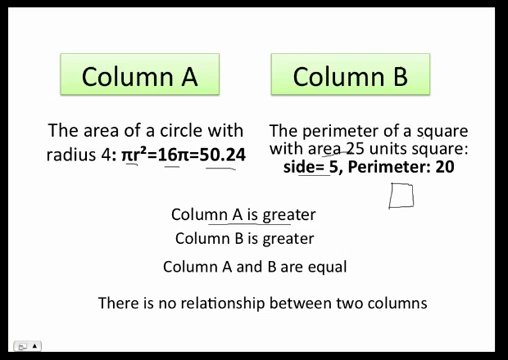 Column A
Column B
The area of a circle with
radius 4: πr²=16π=50.24
The perimeter of a square
with area 25 units square:
side= 5, Perimeter: 20
Column A is greater
Column B is greater
Column A and B are equal
There is no relationship between two columns